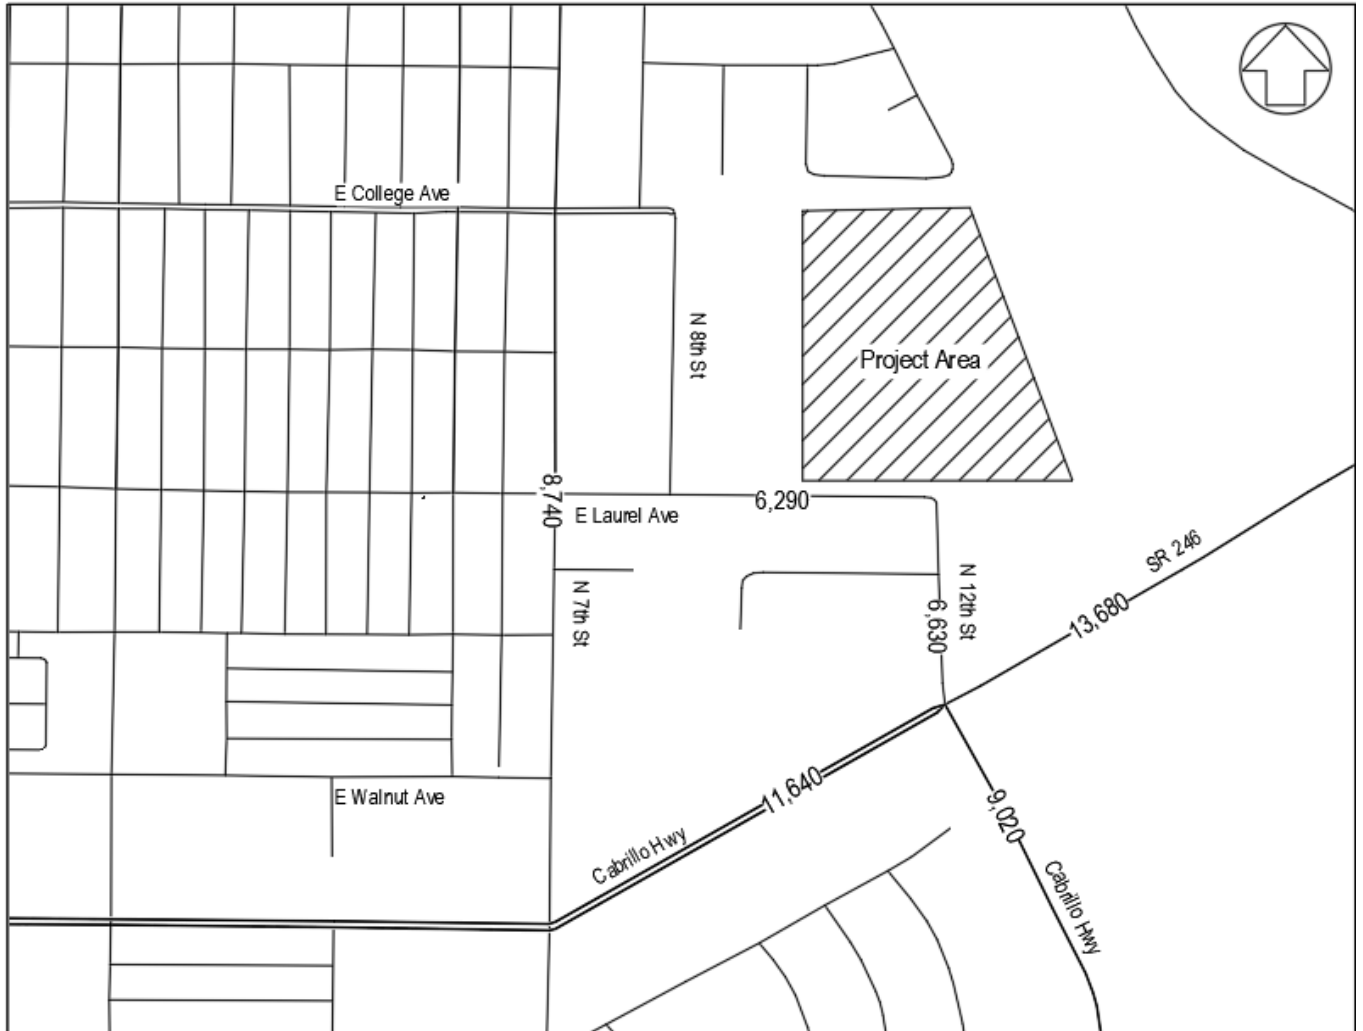 E College Ave
N 8th St
Project Area
8,740
6,290
E Laurel Ave
SR 246
N 7th St
N 12th St
6,630
13,680
11,640
E Walnut Ave
9,020
Cabrillo Hwy
Cabrillo Hwy